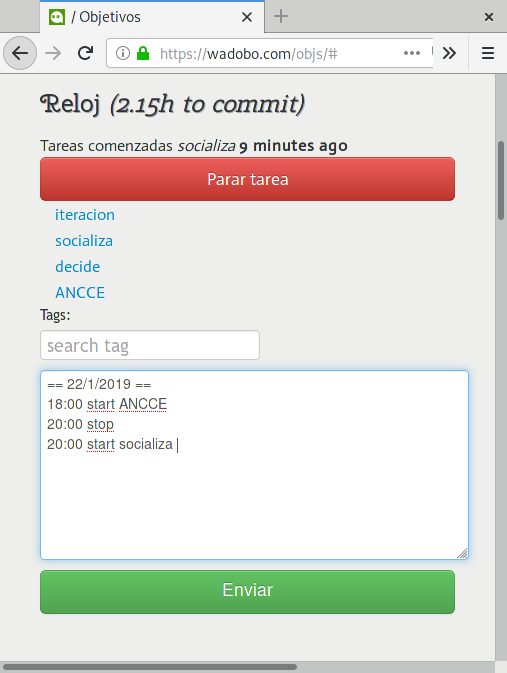 / Objetivos
https://wadobo.com/objs/#
Reloj (2.15h to commit)
Tareas comenzadas socializa 9 minutes ago
Parar tarea
iteracion
socializa
decide
ANCCE
Tags:
search tag
== 22/1/2019 ==
18:00 start ANCCE
20:00 stop
20:00 start socializa
Enviar